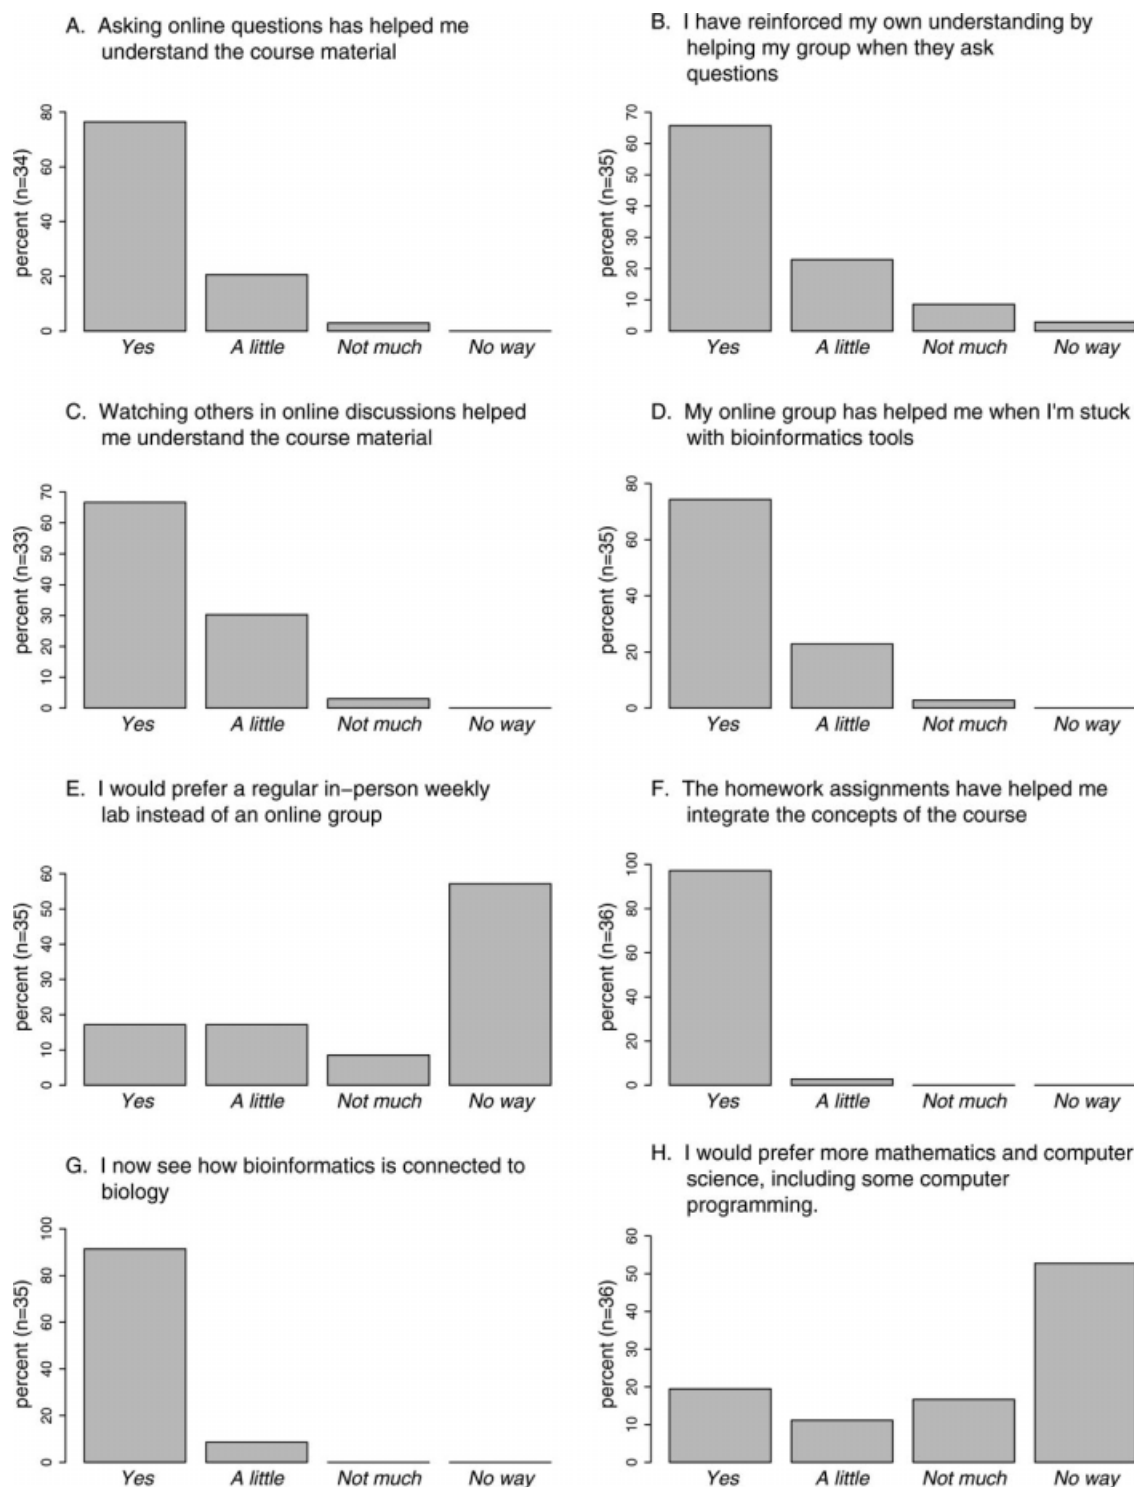 A. Asking online questions has helped me
understand the course material
percent (n=34)
80
60
40
20
0
Yes A little Not much No way
B. I have reinforced my own understanding by
helping my group when they ask
questions
percent (n=35)
70
60
50
40
30
20
10
0
Yes A little Not much No way
C. Watching others in online discussions helped
me understand the course material
percent (n=33)
70
60
50
40
30
20
10
0
Yes A little Not much No way
D. My online group has helped me when I'm stuck
with bioinformatics tools
percent (n=35)
80
60
40
20
0
Yes A little Not much No way
E. I would prefer a regular in–person weekly
lab instead of an online group
percent (n=35)
60
50
40
30
20
10
0
Yes A little Not much No way
F. The homework assignments have helped me
integrate the concepts of the course
percent (n=36)
100
80
60
40
20
0
Yes A little Not much No way
G. I now see how bioinformatics is connected to
biology
percent (n=35)
100
80
60
40
20
0
Yes A little Not much No way
H. I would prefer more mathematics and computer
science, including some computer
programming.
percent (n=36)
60
50
40
30
20
10
0
Yes A little Not much No way